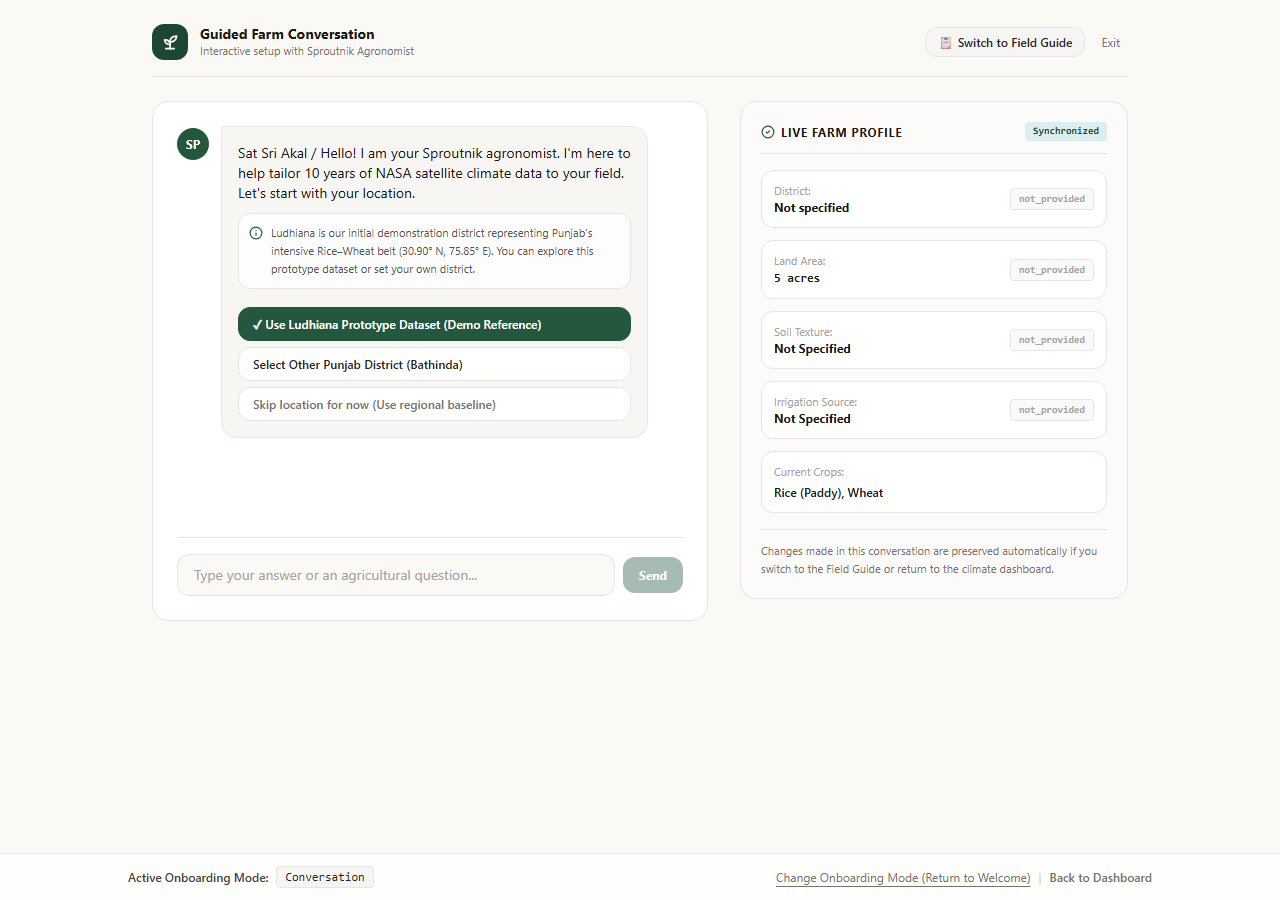 Guided Farm Conversation
Interactive setup with Sproutnik Agronomist
Switch to Field Guide
Exit
SP
Sat Sri Akal / Hello! I am your Sproutnik agronomist. I'm here to
help tailor 10 years of NASA satellite climate data to your field.
Let's start with your location.
Ludhiana is our initial demonstration district representing Punjab's
intensive Rice–Wheat belt (30.90° N, 75.85° E). You can explore this
prototype dataset or set your own district.
✓ Use Ludhiana Prototype Dataset (Demo Reference)
Select Other Punjab District (Bathinda)
Skip location for now (Use regional baseline)
Type your answer or an agricultural question...
Send
LIVE FARM PROFILE
Synchronized
District:
Not specified
not_provided
Land Area:
5 acres
not_provided
Soil Texture:
Not Specified
not_provided
Irrigation Source:
Not Specified
not_provided
Current Crops:
Rice (Paddy), Wheat
Changes made in this conversation are preserved automatically if you
switch to the Field Guide or return to the climate dashboard.
Active Onboarding Mode: Conversation
Change Onboarding Mode (Return to Welcome) | Back to Dashboard